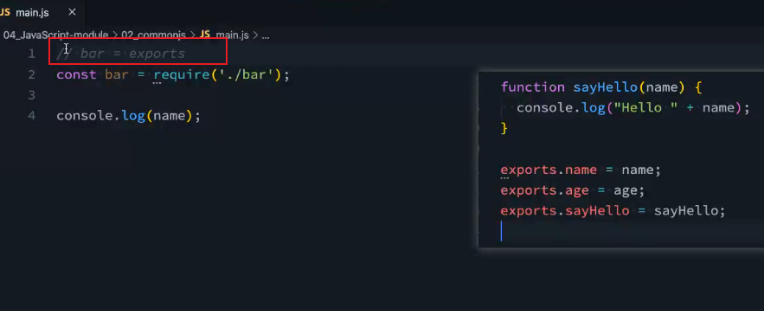 JS main.js ×
04_JavaScript-module > 02_commonjs > JS main.js > ...
1 // bar = exports
2 const bar = require('./bar');
3
4 console.log(name);
function sayHello(name) {
console.log("Hello " + name);
}
exports.name = name;
exports.age = age;
exports.sayHello = sayHello;